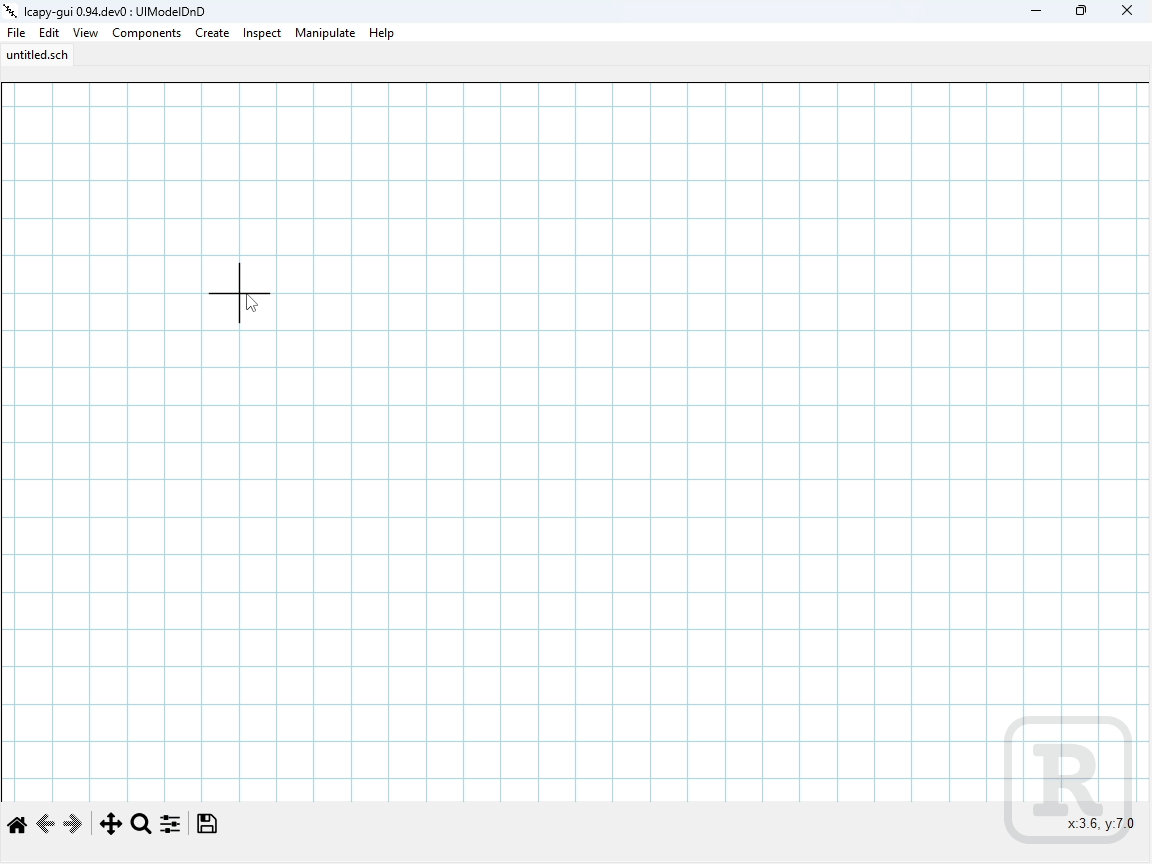 lcapy-gui 0.94.dev0 : UIModelDnD
File Edit View Components Create Inspect Manipulate Help
untitled.sch
R
x:3.6, y:7.0